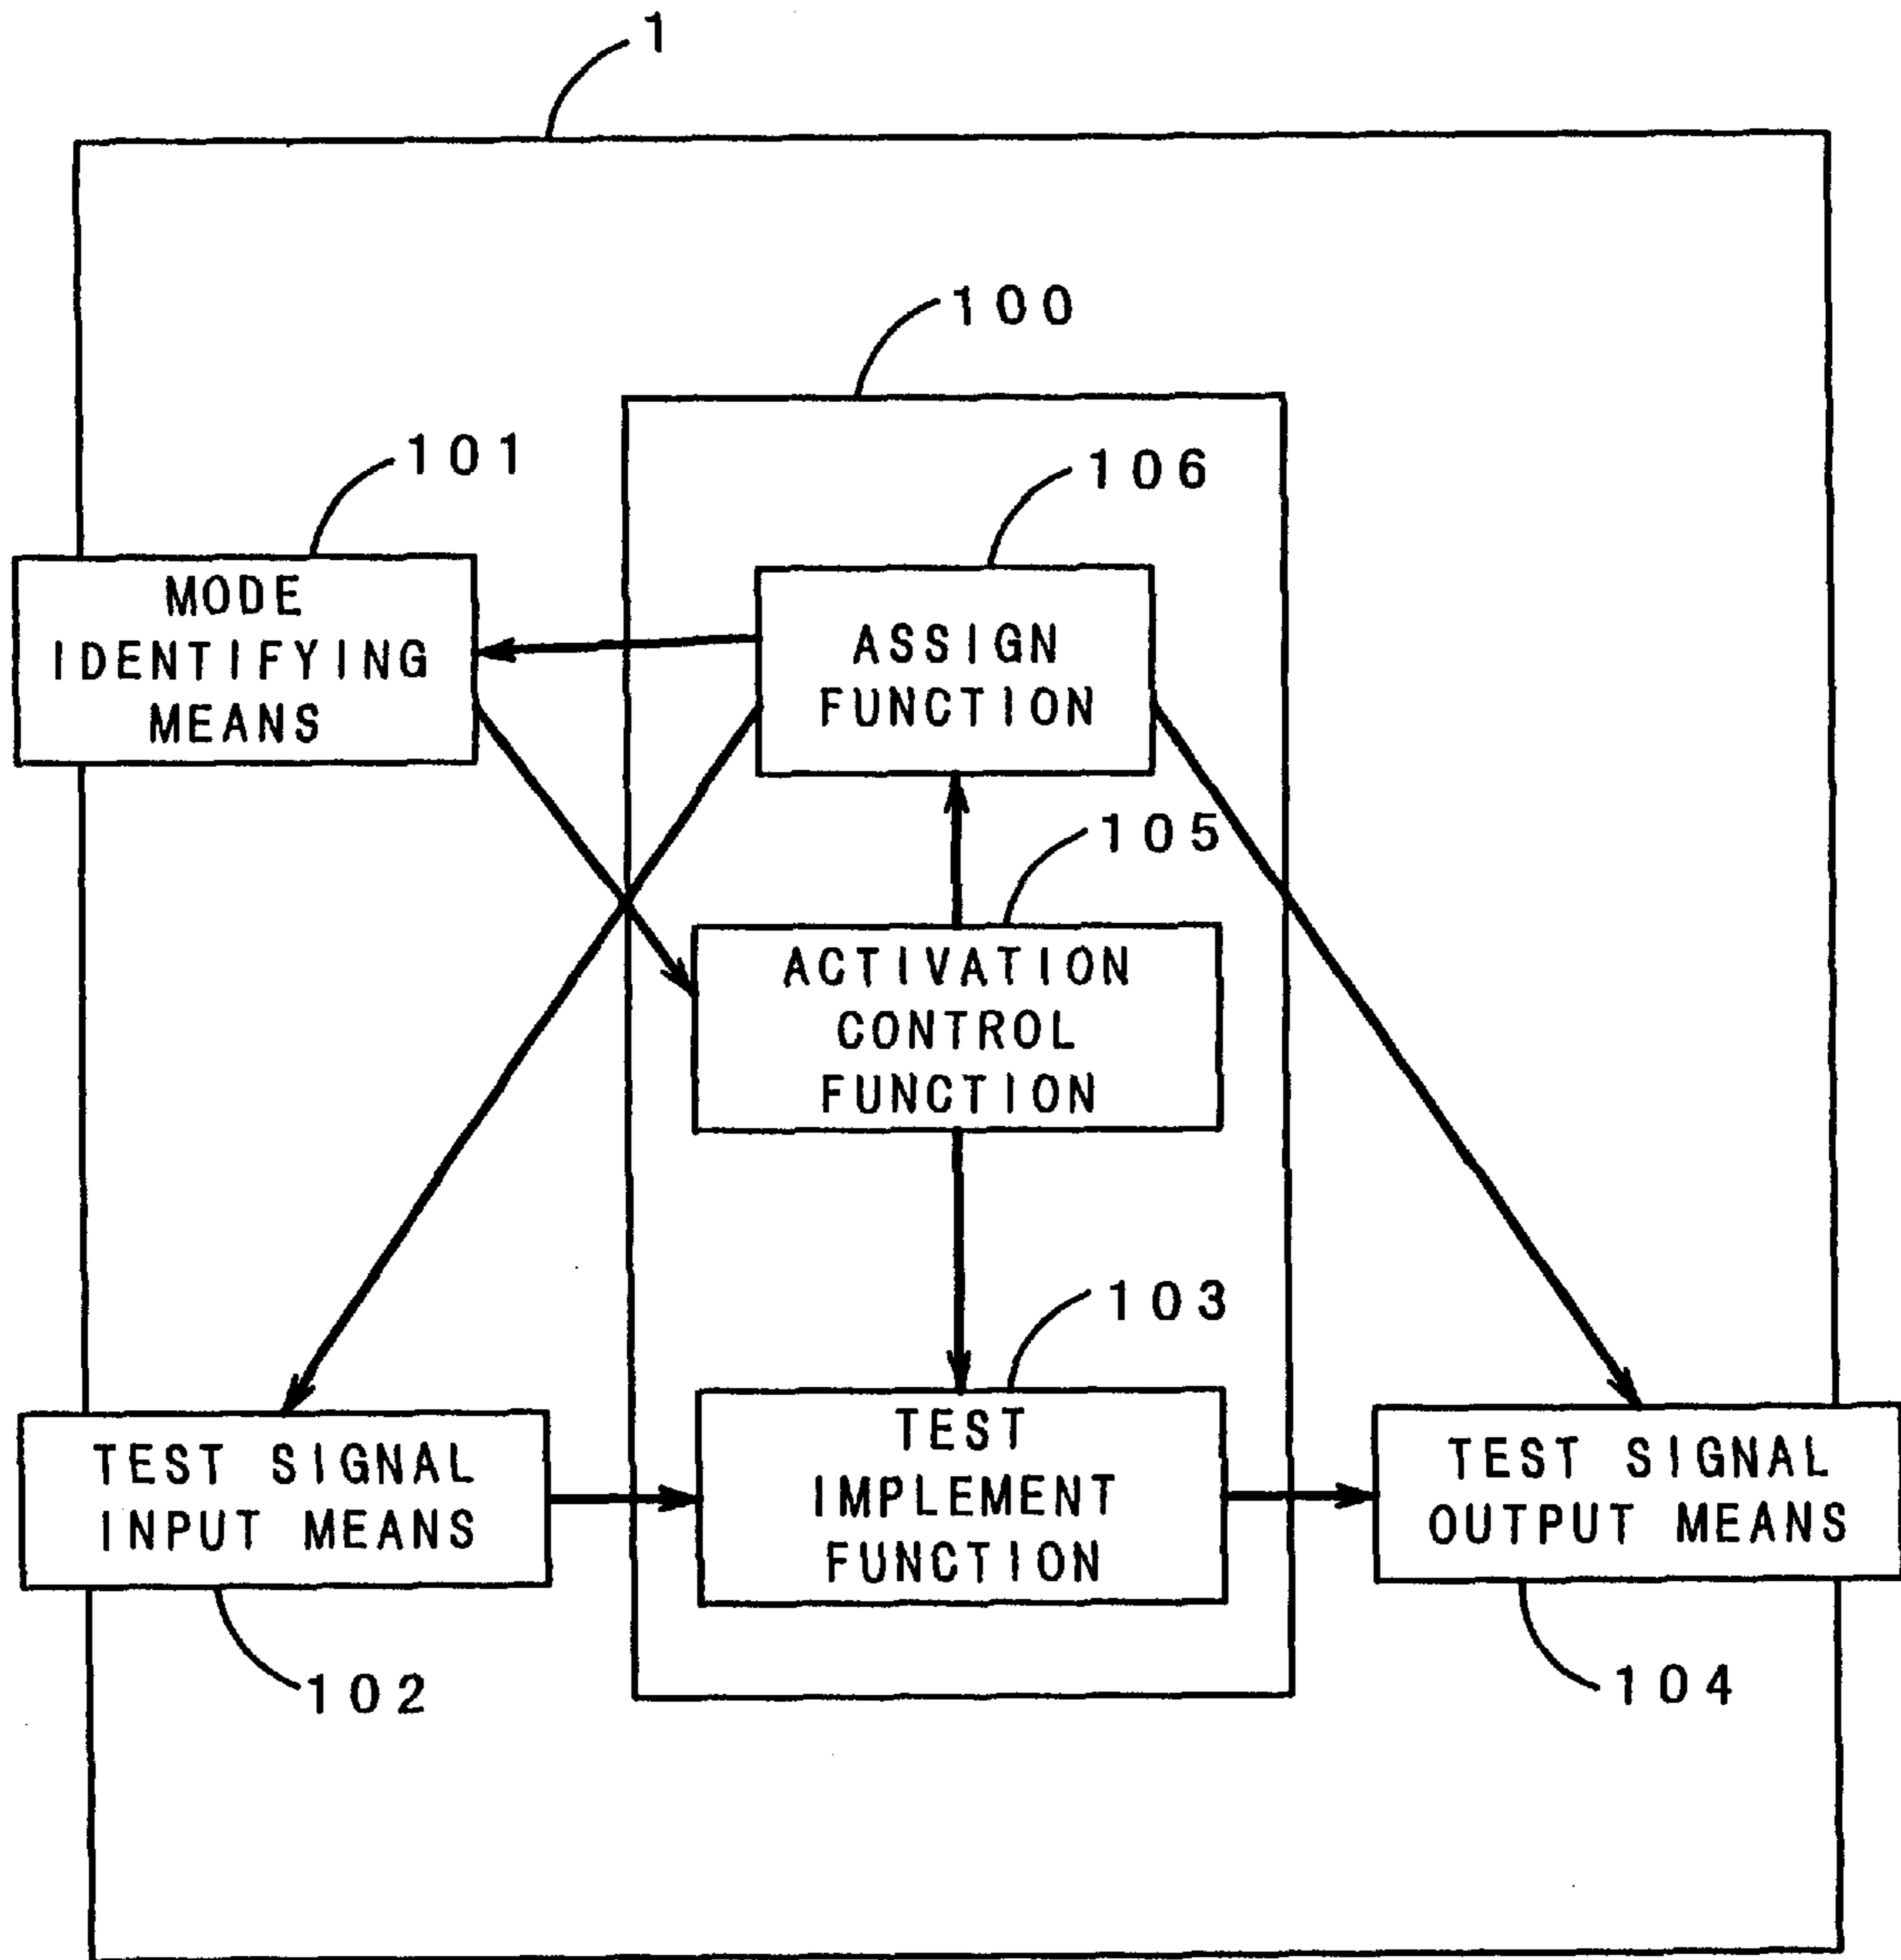 1
100
101
106
MODE
IDENTIFYING
MEANS
ASSIGN
FUNCTION
105
ACTIVATION
CONTROL
FUNCTION
103
TEST SIGNAL
INPUT MEANS
TEST
IMPLEMENT
FUNCTION
TEST SIGNAL
OUTPUT MEANS
102
104